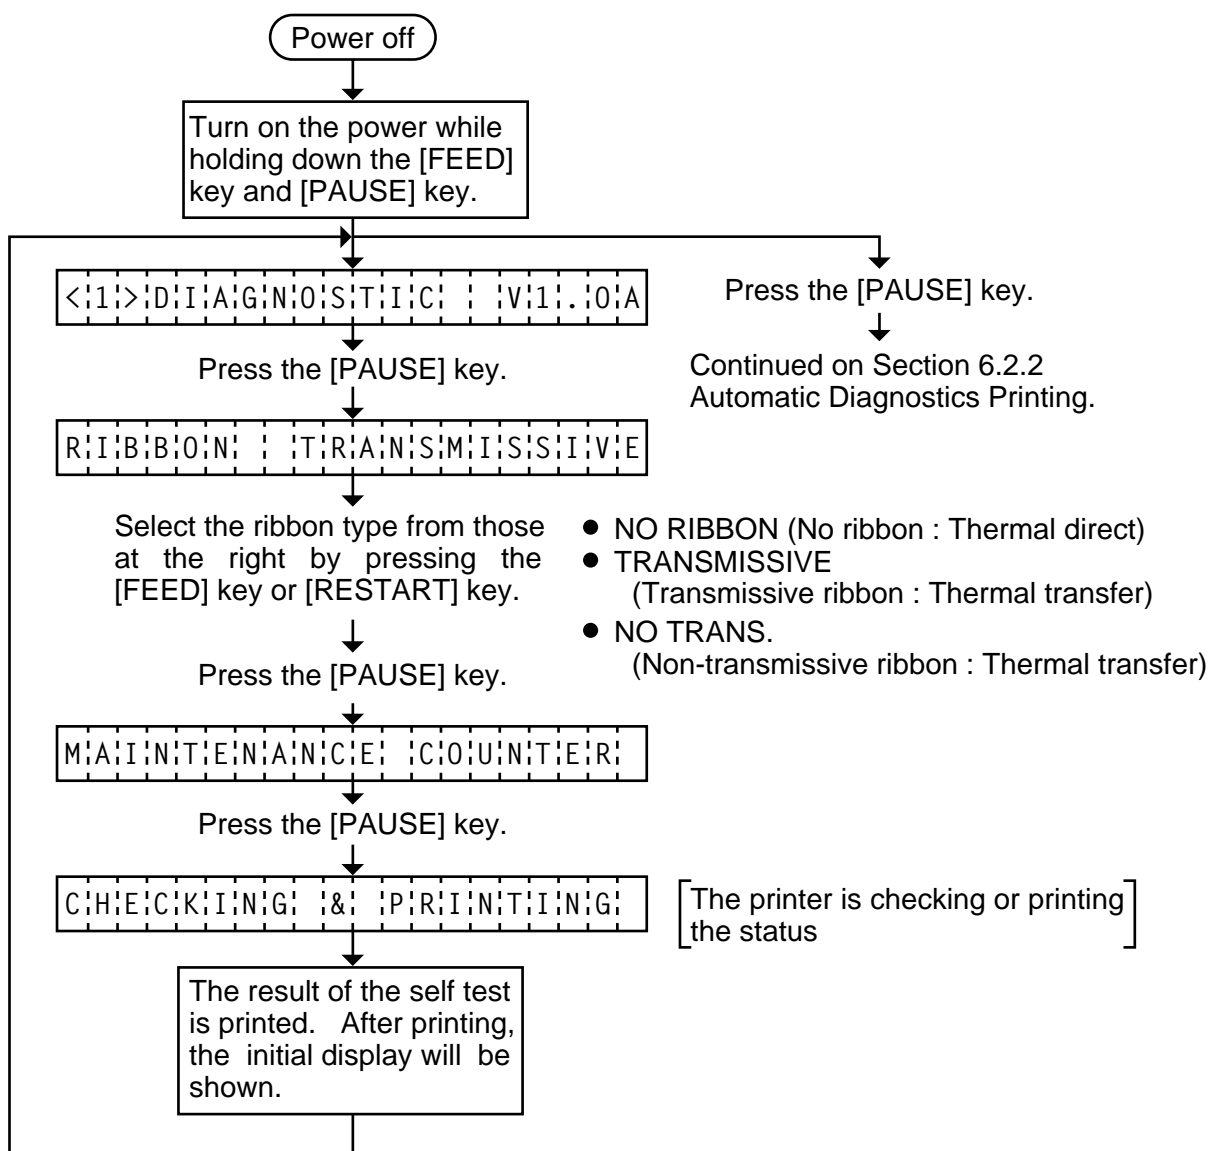 Power off
Turn on the power while
holding down the [FEED]
key and [PAUSE] key.
<1>DIAGNOSTIC  V1.0A
Press the [PAUSE] key.
Press the [PAUSE] key.
Continued on Section 6.2.2
Automatic Diagnostics Printing.
RIBBON  TRANSMISSIVE
Select the ribbon type from those
at the right by pressing the
[FEED] key or [RESTART] key.
● NO RIBBON (No ribbon : Thermal direct)
● TRANSMISSIVE
(Transmissive ribbon : Thermal transfer)
● NO TRANS.
(Non-transmissive ribbon : Thermal transfer)
Press the [PAUSE] key.
MAINTENANCE COUNTER
Press the [PAUSE] key.
CHECKING & PRINTING
[The printer is checking or printing
the status]
The result of the self test
is printed. After printing,
the initial display will be
shown.